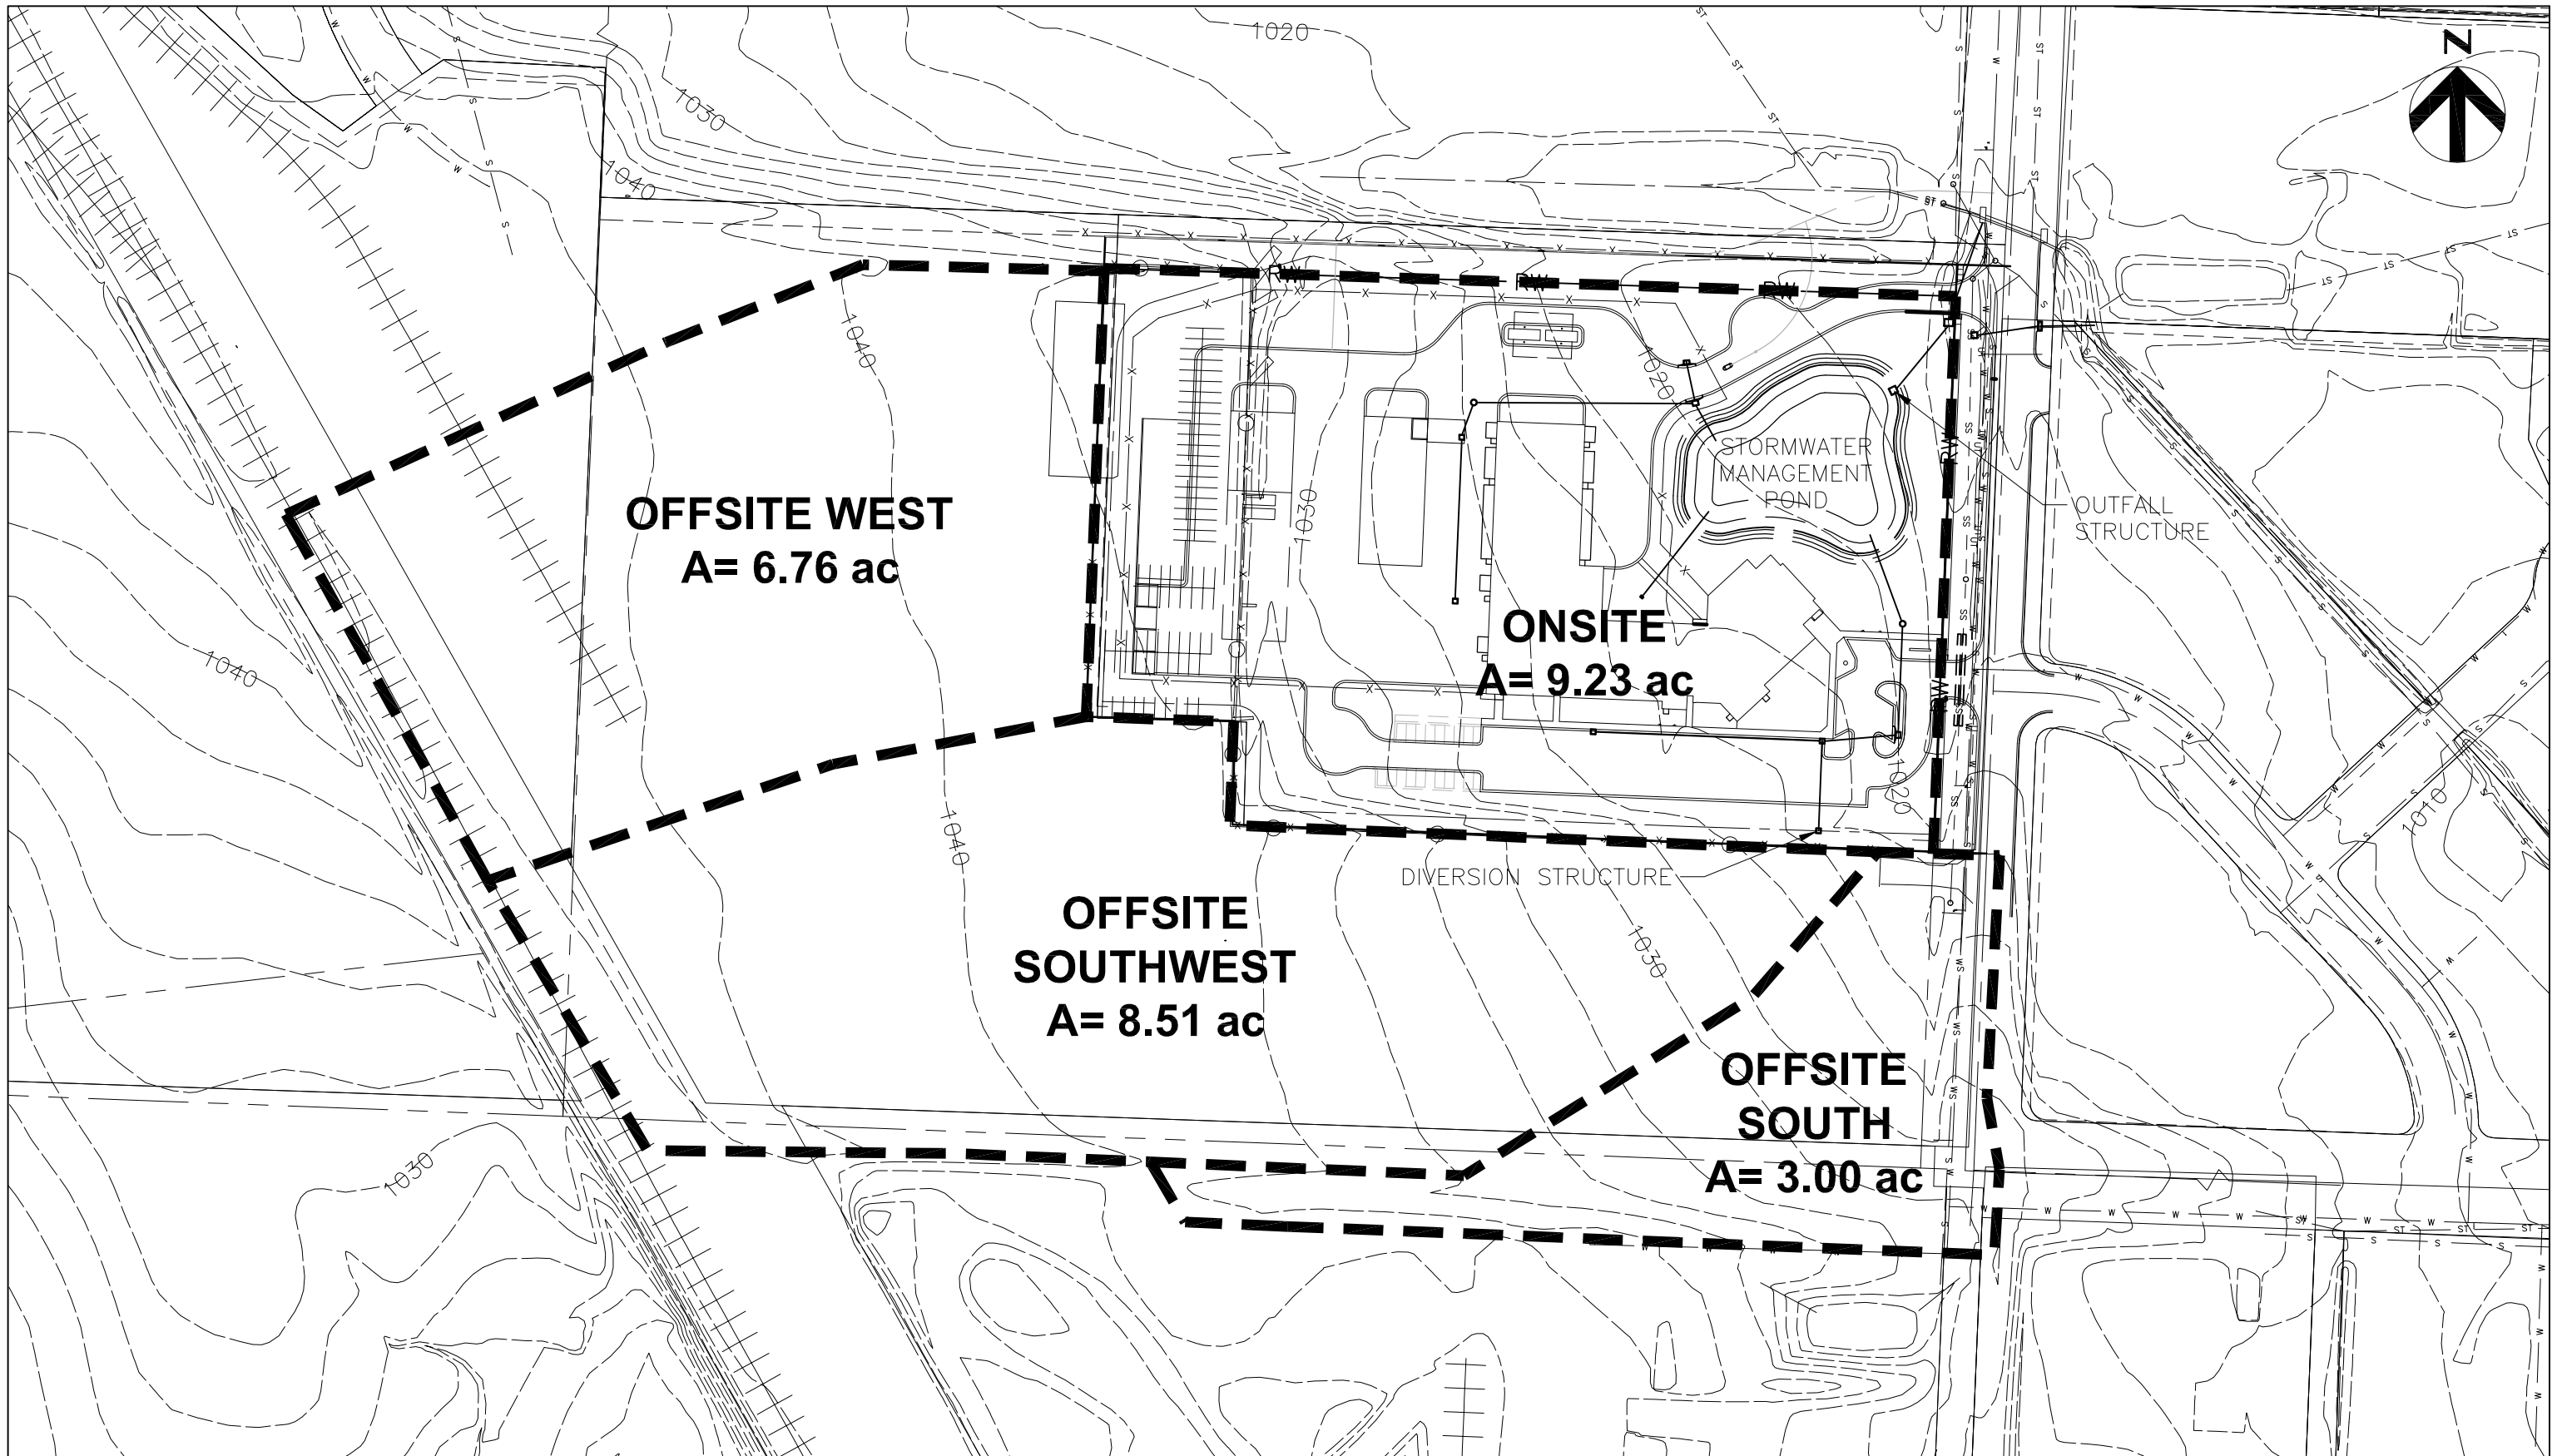 1020
N
1030
1040
1040
1020
STORMWATER
MANAGEMENT
POND
OFFSITE WEST
A= 6.76 ac
1030
OUTFALL
STRUCTURE
ONSITE
A= 9.23 ac
1040
1020
1010
1040
DIVERSION STRUCTURE
OFFSITE
SOUTHWEST
A= 8.51 ac
1030
OFFSITE
SOUTH
A= 3.00 ac
1030